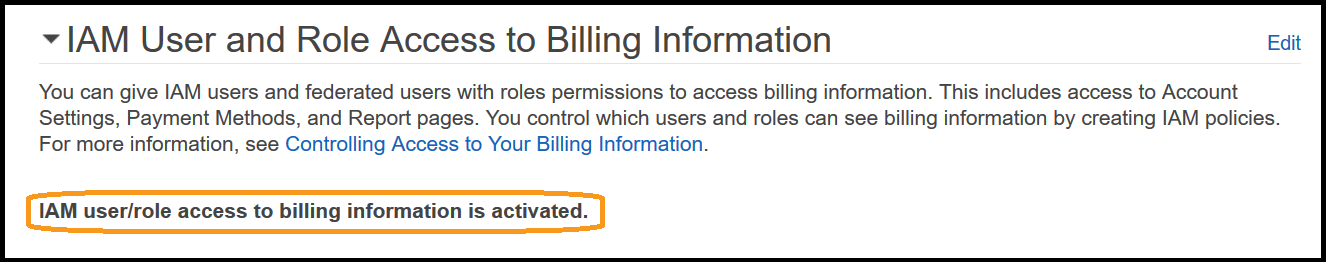 IAM User and Role Access to Billing Information
Edit
You can give IAM users and federated users with roles permissions to access billing information. This includes access to Account
Settings, Payment Methods, and Report pages. You control which users and roles can see billing information by creating IAM policies.
For more information, see Controlling Access to Your Billing Information.
IAM user/role access to billing information is activated.